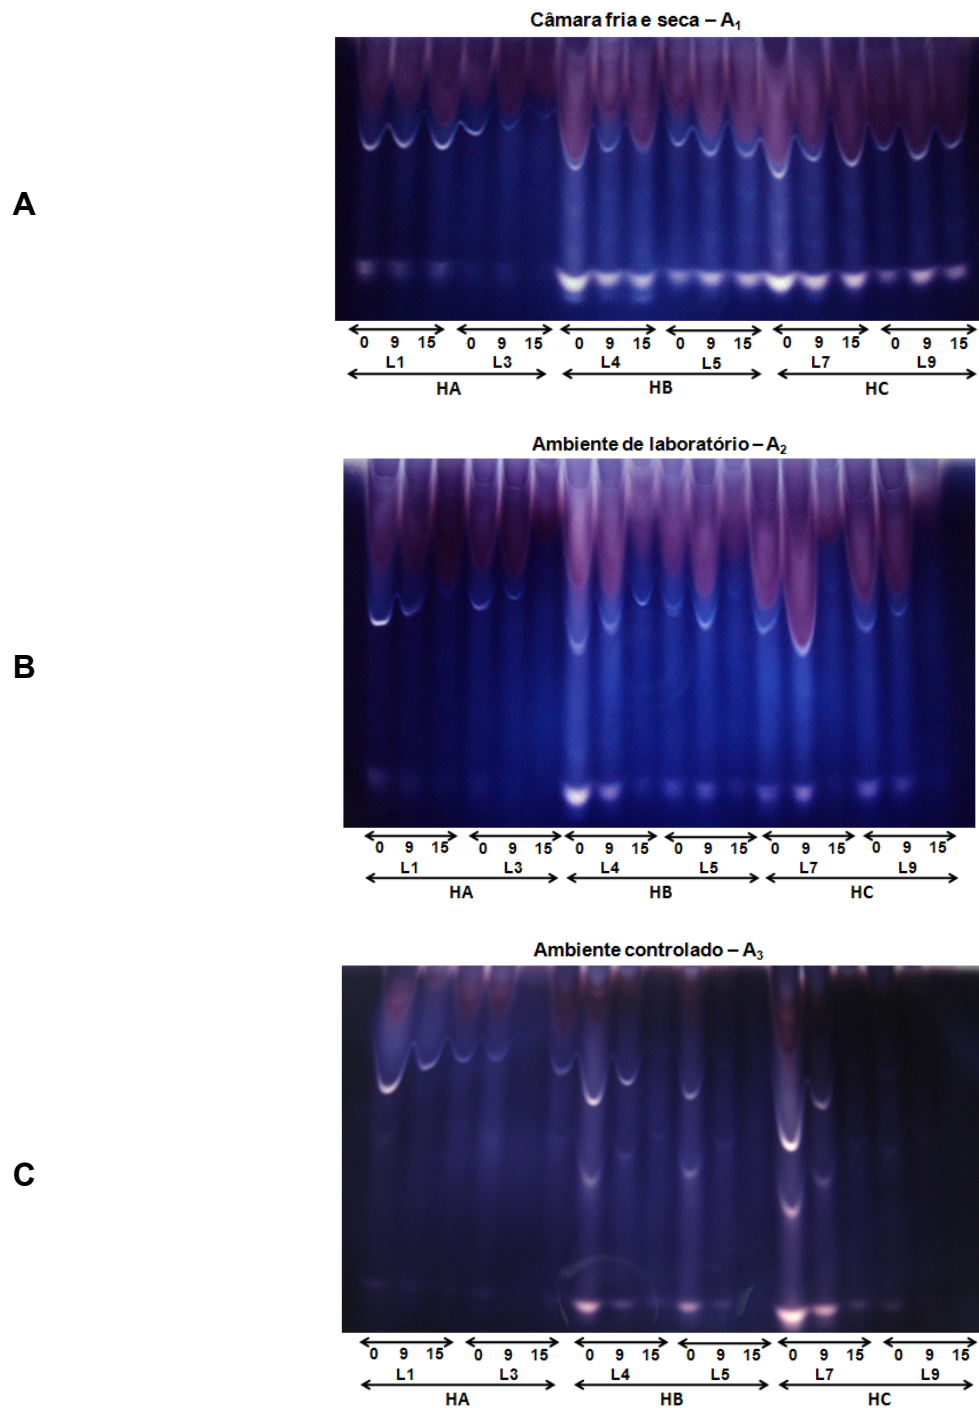 Câmara fria e seca – A₁
A
0 9 15 0 9 15 0 9 15 0 9 15 0 9 15 0 9 15
L1 L3 L4 L5 L7 L9
HA HB HC
Ambiente de laboratório – A₂
B
0 9 15 0 9 15 0 9 15 0 9 15 0 9 15 0 9 15
L1 L3 L4 L5 L7 L9
HA HB HC
Ambiente controlado – A₃
C
0 9 15 0 9 15 0 9 15 0 9 15 0 9 15 0 9 15
L1 L3 L4 L5 L7 L9
HA HB HC